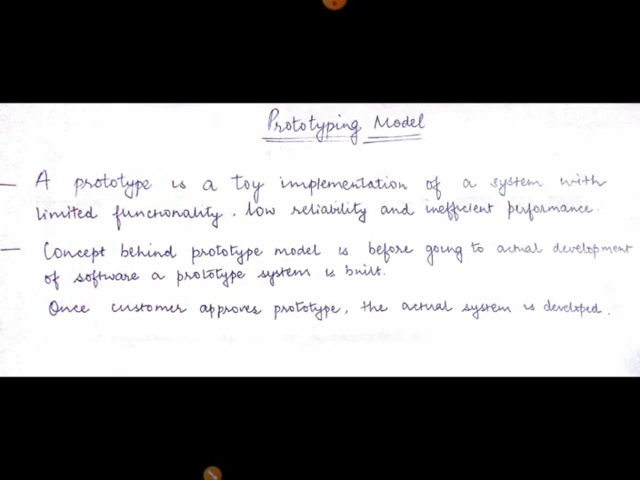 Prototyping Model
— A prototype is a toy implementation of a system with
limited functionality. low reliability and inefficient performance.
— Concept behind prototype model is before going to actual development
of software a prototype system is built.
Once customer approves prototype, the actual system is developed.